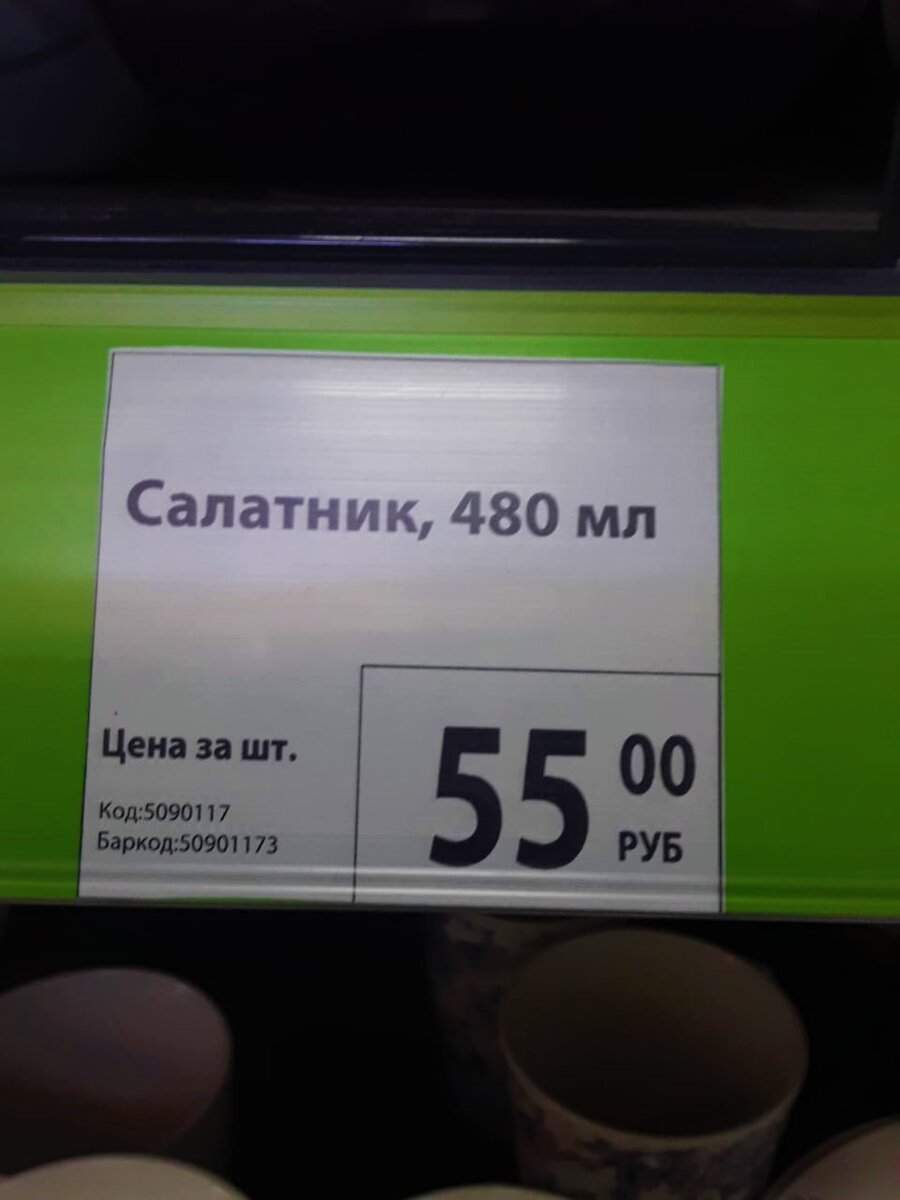 Салатник, 480 мл
Цена за шт.
Код:5090117
Баркод:50901173
55 00
РУБ